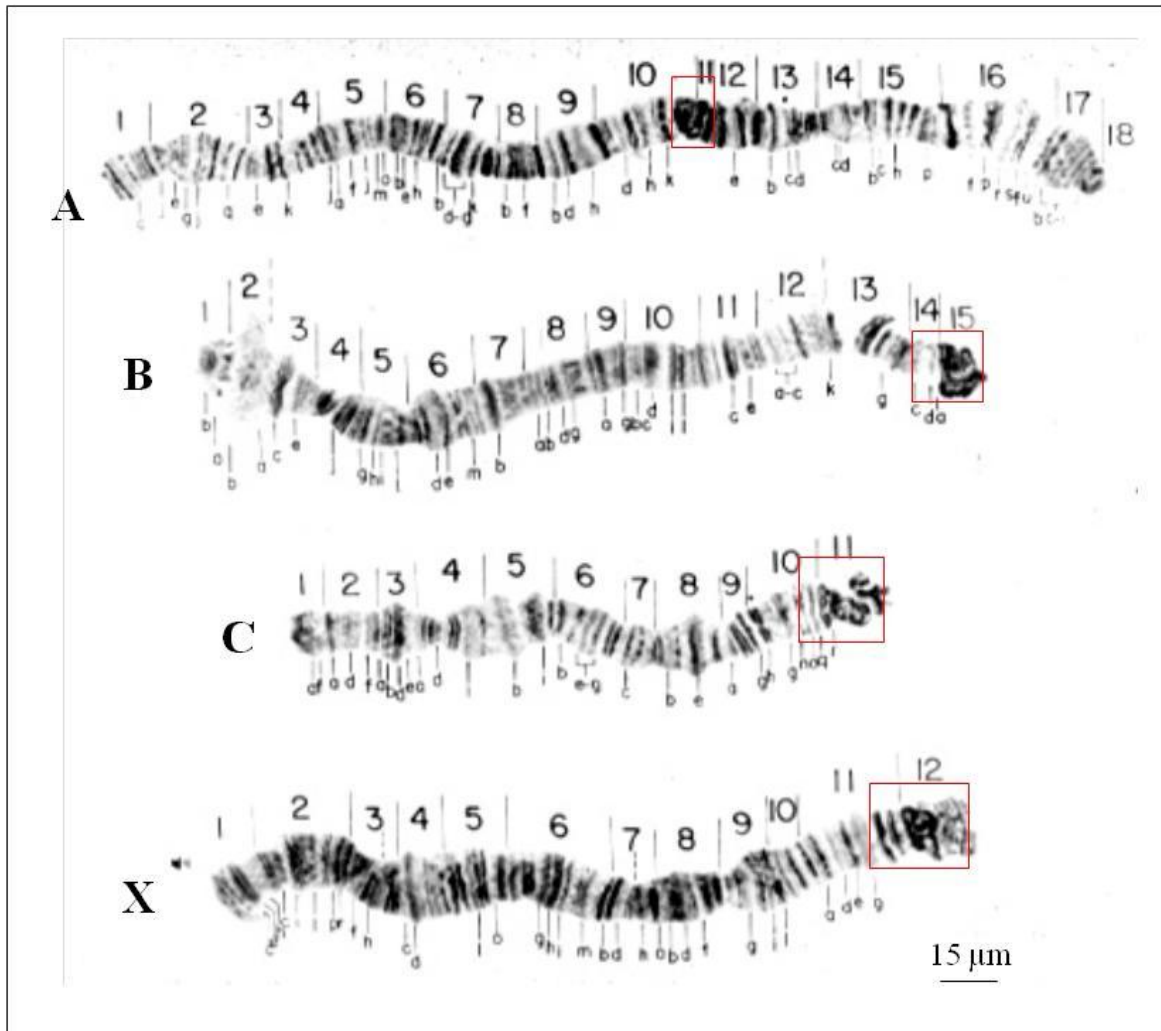 1 2 3 4 5 6 7 8 9 10 11 12 13 14 15 16 17 18
A
c e g j a e k j a f j m a b e h b d-g k b f b d h d h k e b c d cd b c h p f p r s f u b c-
1 2 3 4 5 6 7 8 9 10 11 12 13 14 15
B
b a b a c e g h i d e m b a b d g a g a b c d c e a-c k g c d a
1 2 3 4 5 6 7 8 9 10 11
C
a f a d f a b d e a d b b e-g c b e a g h g n o q r
1 2 3 4 5 6 7 8 9 10 11 12
X
p r f h c d o g h i m b d h o b d f g a d e g
15 µm